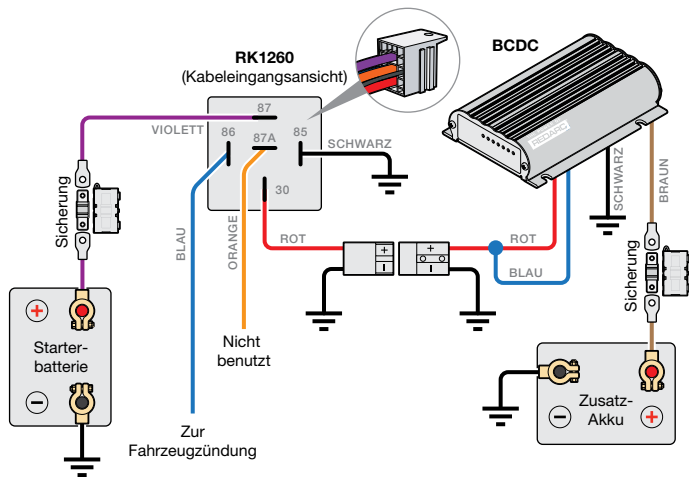 RK1260
(Kabeleingangsansicht)
BCDC
REDARC
87
VIOLETT
86
87A
85
SCHWARZ
30
BLAU
ORANGE
ROT
ROT
BLAU
SCHWARZ
BRAUN
Sicherung
Sicherung
+
−
+
−
+
Starter-
batterie
−
Nicht
benutzt
Zur
Fahrzeugzündung
Zusatz-
Akku
−
+